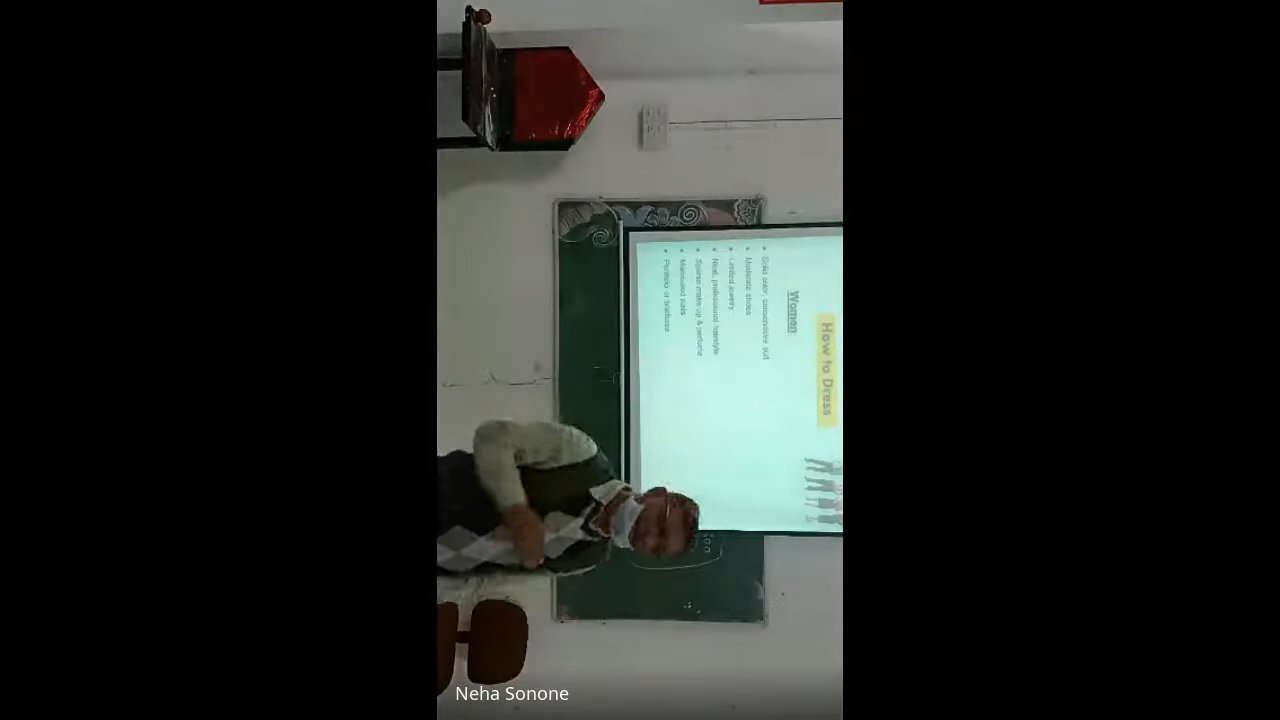 How to Dress
Women
Solid color, conservative suit
Moderate shoes
Limited jewelry
Neat, professional hairstyle
Sparse make-up & perfume
Manicured nails
Portfolio or briefcase
Neha Sonone